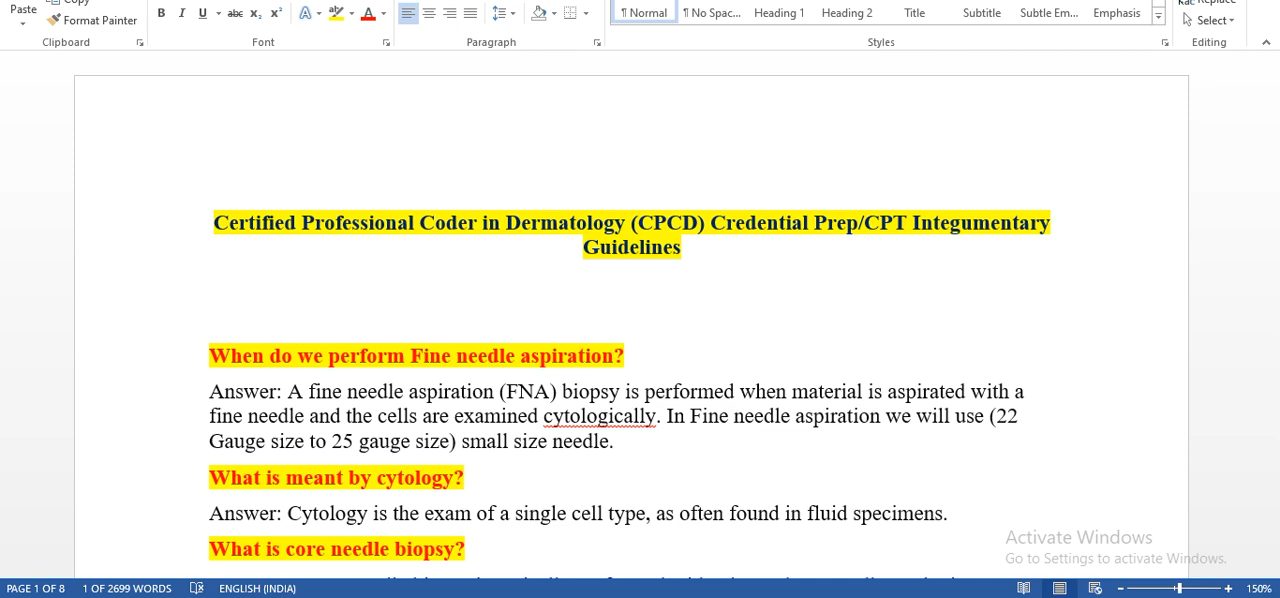 Paste
Copy
Format Painter
B I U abc x₂ x² A aby A
¶ Normal ¶ No Spac... Heading 1 Heading 2 Title Subtitle Subtle Em... Emphasis
Replace
Select
Clipboard Font Paragraph Styles Editing
Certified Professional Coder in Dermatology (CPCD) Credential Prep/CPT Integumentary
Guidelines
When do we perform Fine needle aspiration?
Answer: A fine needle aspiration (FNA) biopsy is performed when material is aspirated with a
fine needle and the cells are examined cytologically. In Fine needle aspiration we will use (22
Gauge size to 25 gauge size) small size needle.
What is meant by cytology?
Answer: Cytology is the exam of a single cell type, as often found in fluid specimens.
What is core needle biopsy?
Activate Windows
Go to Settings to activate Windows.
PAGE 1 OF 8 1 OF 2699 WORDS ENGLISH (INDIA) 150%